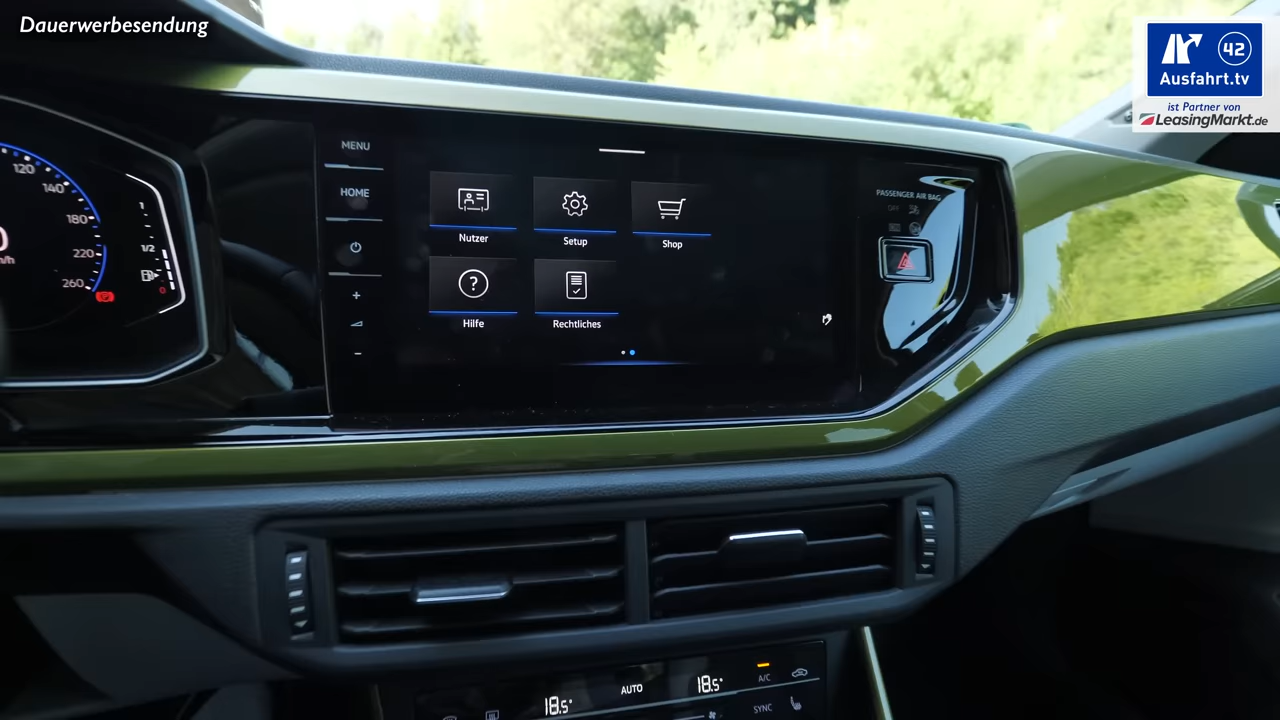 Dauerwerbesendung
42
Ausfahrt.tv
ist Partner von
LeasingMarkt.de
MENU
HOME
+
-
Nutzer
Setup
Shop
?
Hilfe
Rechtliches
PASSENGER AIR BAG
120
140
180
220
260
1
1/2
0
0
18.5°
AUTO
18.5°
A/C
SYNC